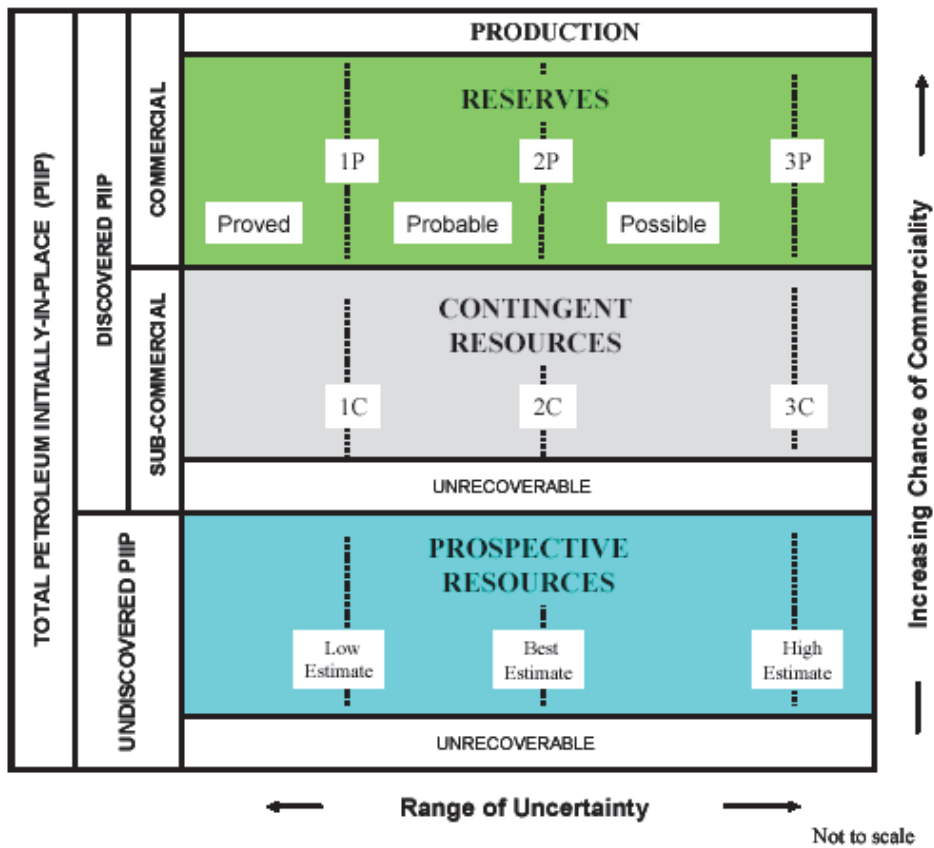 PRODUCTION
RESERVES
1P
2P
3P
Proved
Probable
Possible
CONTINGENT
RESOURCES
1C
2C
3C
UNRECOVERABLE
PROSPECTIVE
RESOURCES
Low
Estimate
Best
Estimate
High
Estimate
UNRECOVERABLE
TOTAL PETROLEUM INITIALLY-IN-PLACE (PIIP)
DISCOVERED PIIP
UNDISCOVERED PIIP
COMMERCIAL
SUB-COMMERCIAL
Increasing Chance of Commerciality
Range of Uncertainty
Not to scale